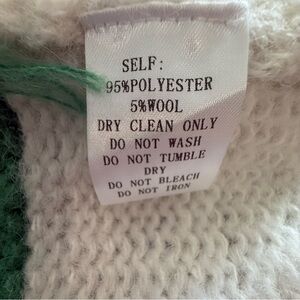 SELF:
95%POLYESTER
5%WOOL
DRY CLEAN ONLY
DO NOT WASH
DO NOT TUMBLE
DRY
DO NOT BLEACH
DO NOT IRON